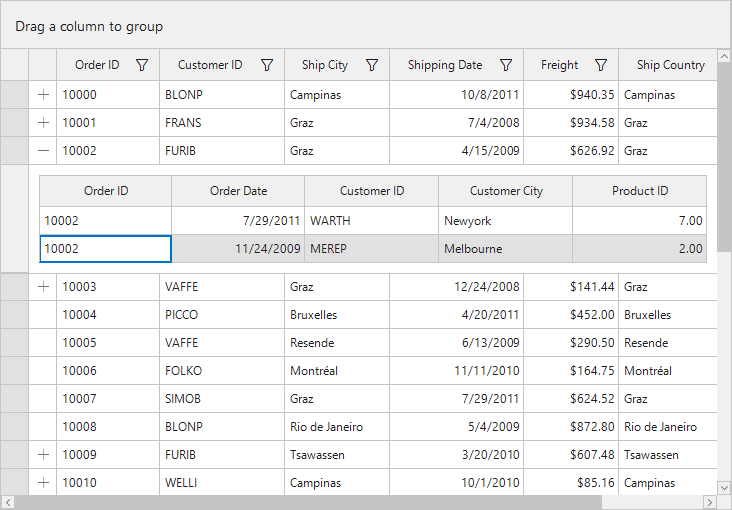 Drag a column to group
Order ID Customer ID Ship City Shipping Date Freight Ship Country
10000 BLONP Campinas 10/8/2011 $940.35 Campinas
10001 FRANS Graz 7/4/2008 $934.58 Graz
10002 FURIB Graz 4/15/2009 $626.92 Graz
Order ID Order Date Customer ID Customer City Product ID
10002 7/29/2011 WARTH Newyork 7.00
10002 11/24/2009 MEREP Melbourne 2.00
10003 VAFFE Graz 12/24/2008 $141.44 Graz
10004 PICCO Bruxelles 4/20/2011 $452.00 Bruxelles
10005 VAFFE Resende 6/13/2009 $290.50 Resende
10006 FOLKO Montréal 11/11/2010 $164.75 Montréal
10007 SIMOB Graz 7/29/2011 $624.52 Graz
10008 BLONP Rio de Janeiro 5/4/2009 $872.80 Rio de Janeiro
10009 FURIB Tsawassen 3/20/2010 $607.48 Tsawassen
10010 WELLI Campinas 10/1/2010 $85.16 Campinas